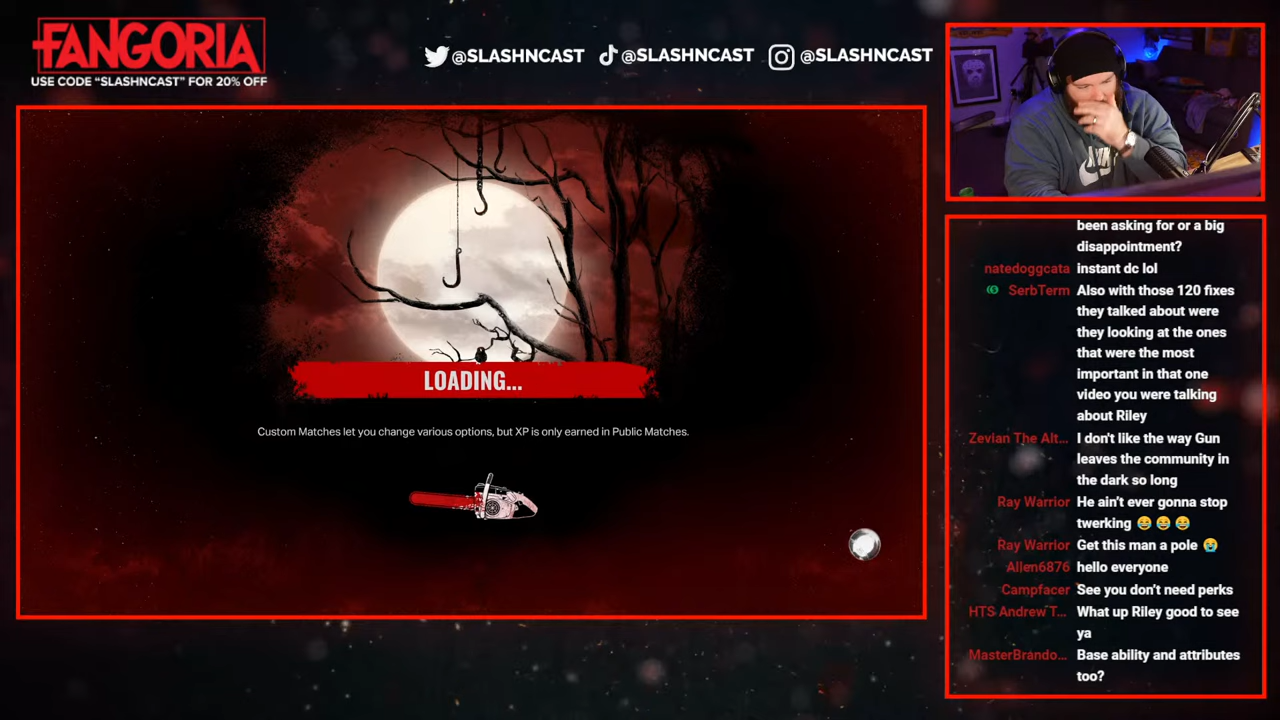 FANGORIA
USE CODE "SLASHNCAST" FOR 20% OFF
@SLASHNCAST @SLASHNCAST @SLASHNCAST
LOADING...
Custom Matches let you change various options, but XP is only earned in Public Matches.
been asking for or a big
disappointment?
natedoggcata instant dc lol
SerbTerm Also with those 120 fixes
they talked about were
they looking at the ones
that were the most
important in that one
video you were talking
about Riley
Zevian The Alt... I don't like the way Gun
leaves the community in
the dark so long
Ray Warrior He ain't ever gonna stop
twerking 😂 😂 😂
Ray Warrior Get this man a pole 😭
Allen6876 hello everyone
Campfacer See you don't need perks
HTS Andrew T... What up Riley good to see
ya
MasterBrando... Base ability and attributes
too?